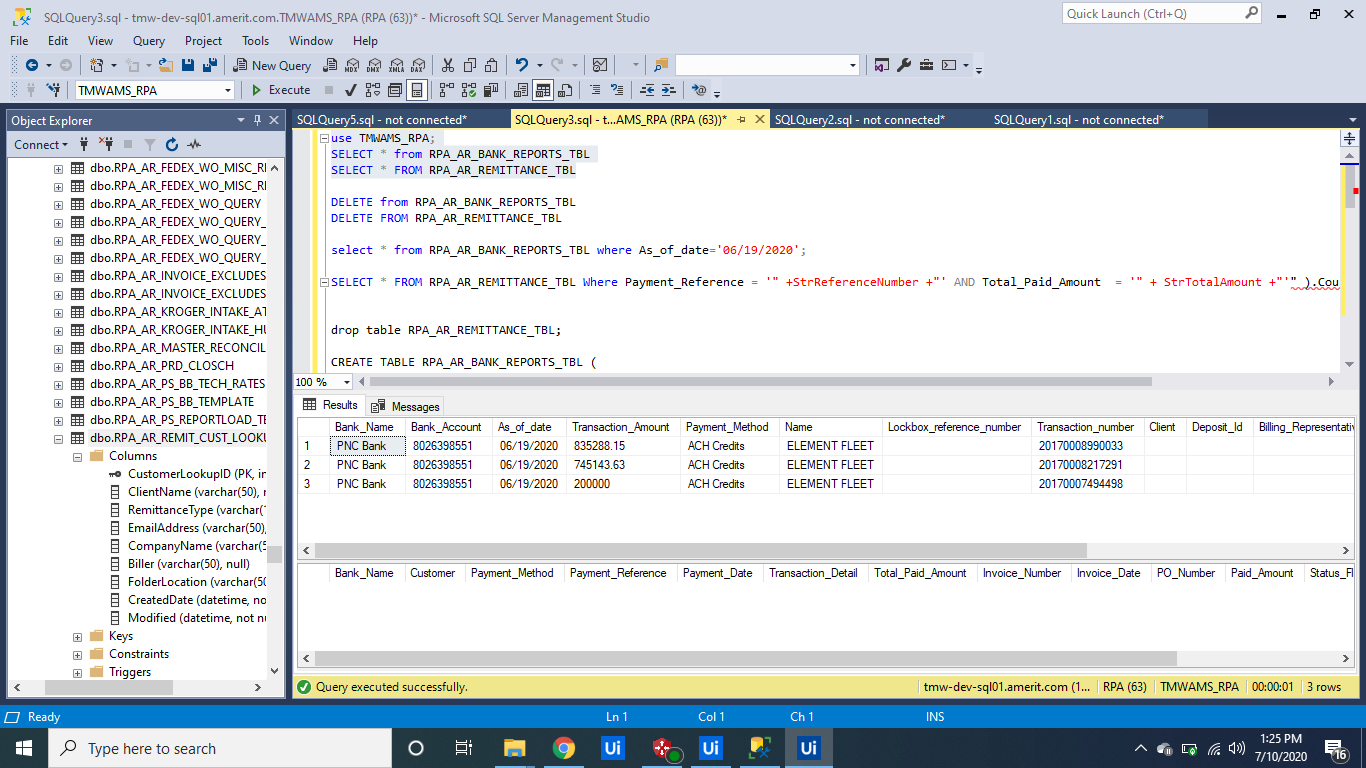 SQLQuery3.sql - tmw-dev-sql01.amerit.com.TMWAMS_RPA (RPA (63))* - Microsoft SQL Server Management Studio
Quick Launch (Ctrl+Q)
File Edit View Query Project Tools Window Help
New Query
MDX DMX XMLA DAX
TMWAMS_RPA
Execute
Object Explorer
Connect
dbo.RPA_AR_FEDEX_WO_MISC_RI
dbo.RPA_AR_FEDEX_WO_MISC_RI
dbo.RPA_AR_FEDEX_WO_QUERY
dbo.RPA_AR_FEDEX_WO_QUERY_
dbo.RPA_AR_FEDEX_WO_QUERY_
dbo.RPA_AR_FEDEX_WO_QUERY_
dbo.RPA_AR_INVOICE_EXCLUDES
dbo.RPA_AR_INVOICE_EXCLUDES
dbo.RPA_AR_KROGER_INTAKE_AT
dbo.RPA_AR_KROGER_INTAKE_HU
dbo.RPA_AR_MASTER_RECONCIL
dbo.RPA_AR_PRD_CLOSCH
dbo.RPA_AR_PS_BB_TECH_RATES
dbo.RPA_AR_PS_BB_TEMPLATE
dbo.RPA_AR_PS_REPORTLOAD_TE
dbo.RPA_AR_REMIT_CUST_LOOKU
Columns
CustomerLookupID (PK, in
ClientName (varchar(50), n
RemittanceType (varchar(
EmailAddress (varchar(50),
CompanyName (varchar(5
Biller (varchar(50), null)
FolderLocation (varchar(50
CreatedDate (datetime, no
Modified (datetime, not nu
Keys
Constraints
Triggers
SQLQuery5.sql - not connected* SQLQuery3.sql - t...AMS_RPA (RPA (63))* SQLQuery2.sql - not connected* SQLQuery1.sql - not connected*
use TMWAMS_RPA;
SELECT * from RPA_AR_BANK_REPORTS_TBL
SELECT * FROM RPA_AR_REMITTANCE_TBL
DELETE from RPA_AR_BANK_REPORTS_TBL
DELETE FROM RPA_AR_REMITTANCE_TBL
select * from RPA_AR_BANK_REPORTS_TBL where As_of_date='06/19/2020';
SELECT * FROM RPA_AR_REMITTANCE_TBL Where Payment_Reference = '" +StrReferenceNumber +"' AND Total_Paid_Amount  = '" + StrTotalAmount +"'" ).Cou
drop table RPA_AR_REMITTANCE_TBL;
CREATE TABLE RPA_AR_BANK_REPORTS_TBL (
100 %
Results Messages
Bank_Name Bank_Account As_of_date Transaction_Amount Payment_Method Name Lockbox_reference_number Transaction_number Client Deposit_Id Billing_Representativ
1 PNC Bank 8026398551 06/19/2020 835288.15 ACH Credits ELEMENT FLEET 20170008990033
2 PNC Bank 8026398551 06/19/2020 745143.63 ACH Credits ELEMENT FLEET 20170008217291
3 PNC Bank 8026398551 06/19/2020 200000 ACH Credits ELEMENT FLEET 20170007494498
Bank_Name Customer Payment_Method Payment_Reference Payment_Date Transaction_Detail Total_Paid_Amount Invoice_Number Invoice_Date PO_Number Paid_Amount Status_Fl
Query executed successfully. tmw-dev-sql01.amerit.com (1... RPA (63) TMWAMS_RPA 00:00:01 3 rows
Ready Ln 1 Col 1 Ch 1 INS
Type here to search
Ui Ui Ui
1:25 PM
7/10/2020
16